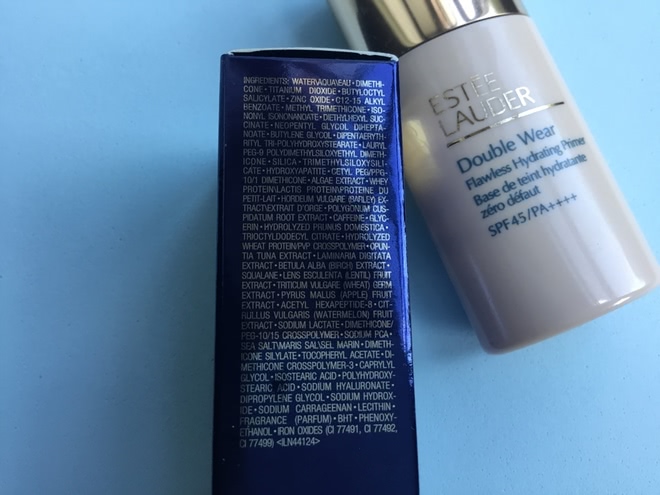 INGREDIENTS: WATER\AQUA\EAU • DIMETHI-
CONE • TITANIUM DIOXIDE • BUTYLOCTYL
SALICYLATE • ZINC OXIDE • C12-15 ALKYL
BENZOATE • METHYL TRIMETHICONE • ISO-
NONYL ISONONANOATE • DIETHYLHEXYL SUC-
CINATE • NEOPENTYL GLYCOL DIHEPTA-
NOATE • BUTYLENE GLYCOL • DIPENTAERYTH-
RITYL TRI-POLYHYDROXYSTEARATE • LAURYL
PEG-9 POLYDIMETHYLSILOXYETHYL DIMETH-
ICONE • SILICA • TRIMETHYLSILOXYSILI-
CATE • HYDROXYAPATITE • CETYL PEG/PPG-
10/1 DIMETHICONE • ALGAE EXTRACT • WHEY
PROTEIN\LACTIS PROTEIN\PROTÉINE DU
PETIT-LAIT • HORDEUM VULGARE (BARLEY) EX-
TRACT\EXTRAIT D'ORGE • POLYGONUM CUS-
PIDATUM ROOT EXTRACT • CAFFEINE • GLYC-
ERIN • HYDROLYZED PRUNUS DOMESTICA •
TRIOCTYLDODECYL CITRATE • HYDROLYZED
WHEAT PROTEIN/PVP CROSSPOLYMER • OPUN-
TIA TUNA EXTRACT • LAMINARIA DIGITATA
EXTRACT • BETULA ALBA (BIRCH) EXTRACT •
SQUALANE • LENS ESCULENTA (LENTIL) FRUIT
EXTRACT • TRITICUM VULGARE (WHEAT) GERM
EXTRACT • PYRUS MALUS (APPLE) FRUIT
EXTRACT • ACETYL HEXAPEPTIDE-8 • CIT-
RULLUS VULGARIS (WATERMELON) FRUIT
EXTRACT • SODIUM LACTATE • DIMETHICONE/
PEG-10/15 CROSSPOLYMER • SODIUM PCA •
SEA SALT\MARIS SAL\SEL MARIN • DIMETH-
ICONE SILYLATE • TOCOPHERYL ACETATE • DI-
METHICONE CROSSPOLYMER-3 • CAPRYLYL
GLYCOL • ISOSTEARIC ACID • POLYHYDROXY-
STEARIC ACID • SODIUM HYALURONATE •
DIPROPYLENE GLYCOL • SODIUM HYDROX-
IDE • SODIUM CARRAGEENAN • LECITHIN •
FRAGRANCE (PARFUM) • BHT • PHENOXY-
ETHANOL • IRON OXIDES (CI 77491, CI 77492,
CI 77499) <ILN44124>
ESTĒE
LAUDER
Double Wear
Flawless Hydrating Primer
Base de teint hydratante
zéro défaut
SPF 45/PA++++